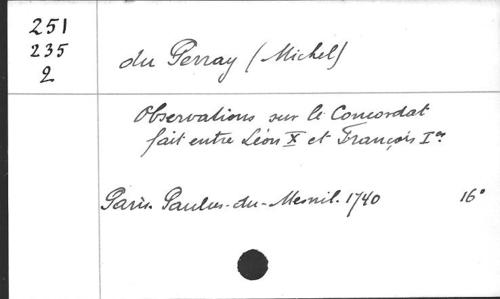 251
235
2
du Perray (Michel)
Observations sur le Concordat
fait entre Léon X et François Ier
Paris. Paulus-du-Mesnil. 1740 16°